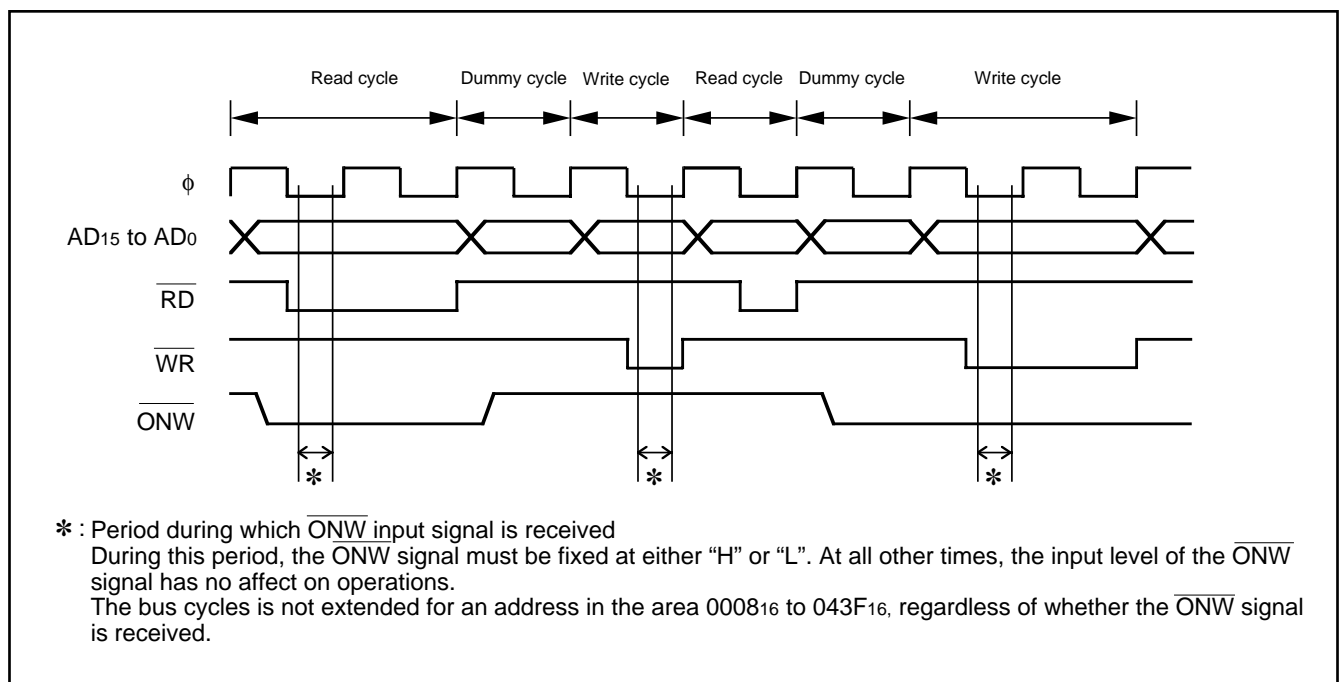 Read cycle Dummy cycle Write cycle Read cycle Dummy cycle Write cycle
ϕ
AD15 to AD0
RD
WR
ONW
* * *
* : Period during which ONW input signal is received
During this period, the ONW signal must be fixed at either “H” or “L”. At all other times, the input level of the ONW
signal has no affect on operations.
The bus cycles is not extended for an address in the area 000816 to 043F16, regardless of whether the ONW signal
is received.